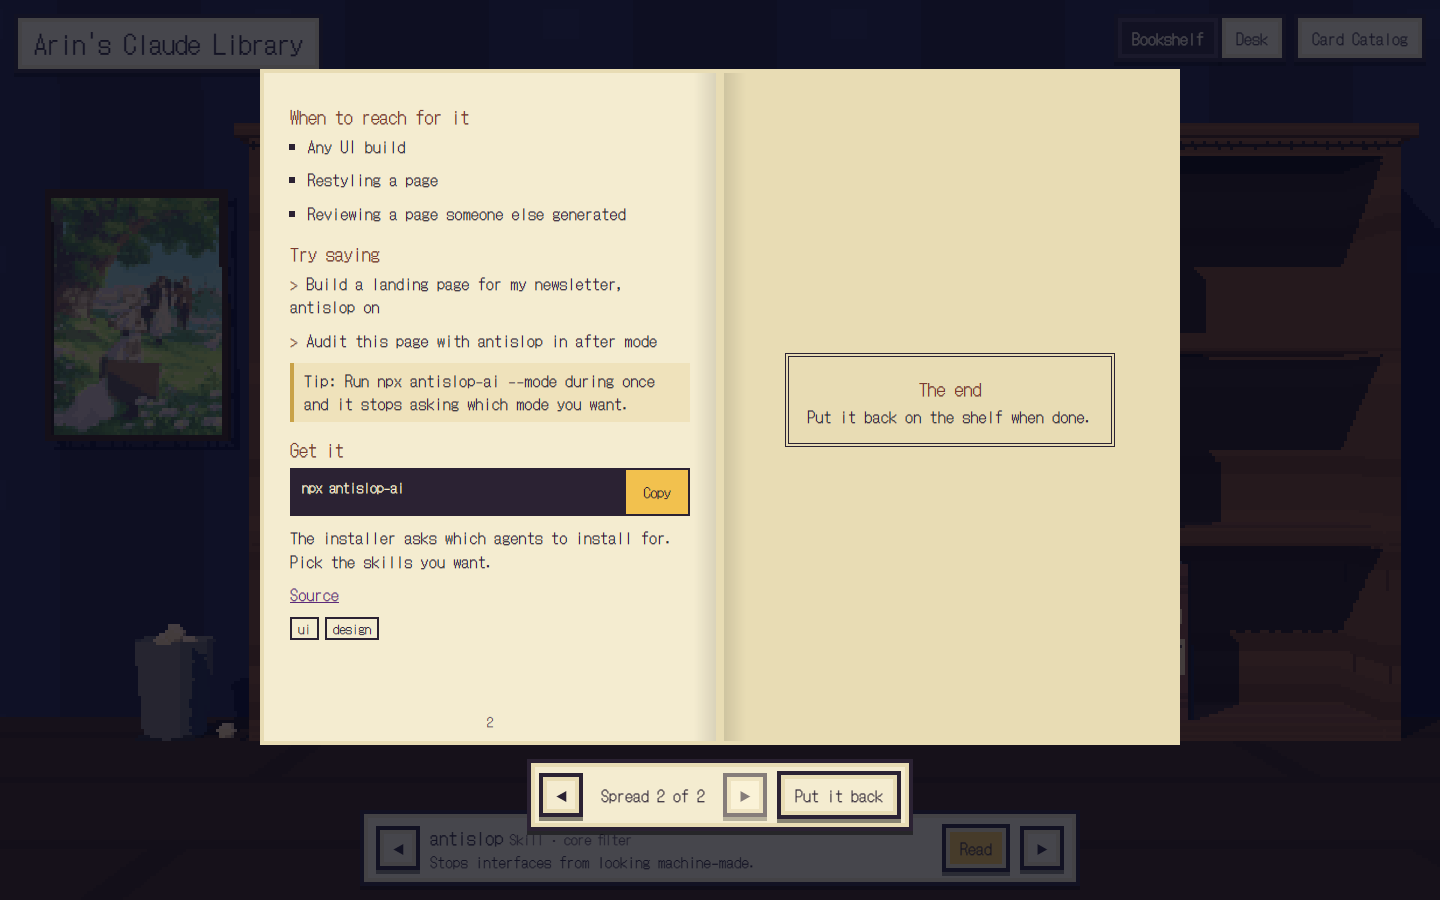 Arin's Claude Library
Bookshelf
Desk
Card Catalog
When to reach for it
Any UI build
Restyling a page
Reviewing a page someone else generated
Try saying
> Build a landing page for my newsletter,
antislop on
> Audit this page with antislop in after mode
Tip: Run npx antislop-ai --mode during once
and it stops asking which mode you want.
Get it
npx antislop-ai
Copy
The installer asks which agents to install for.
Pick the skills you want.
Source
ui
design
2
The end
Put it back on the shelf when done.
◀
Spread 2 of 2
▶
Put it back
◀
antislop Skill · core filter
Stops interfaces from looking machine-made.
Read
▶